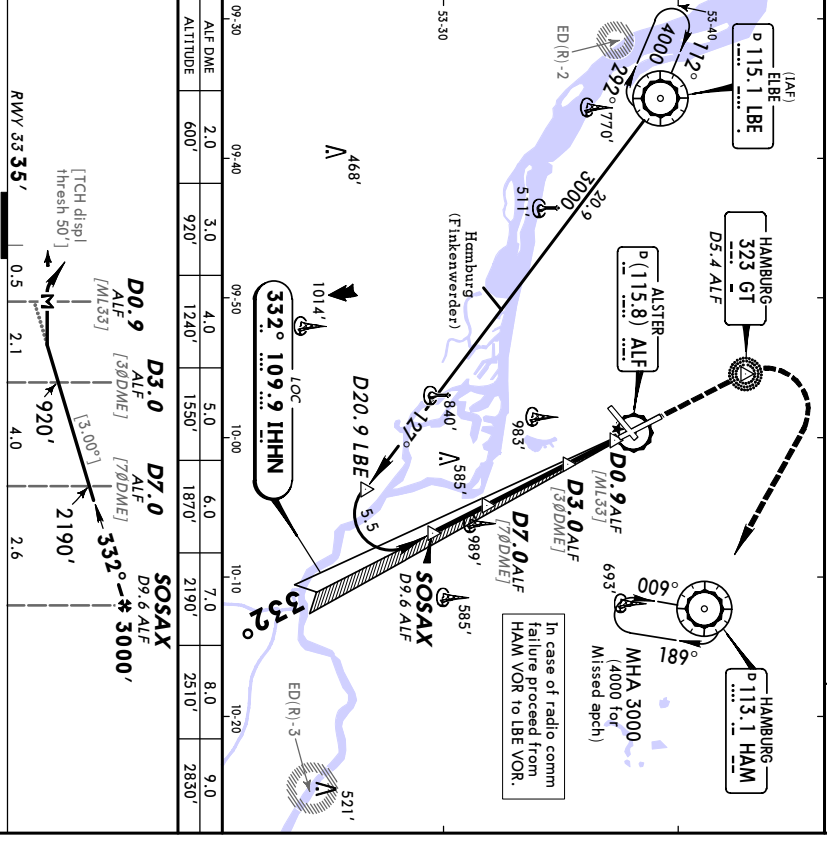 (IAF)
ELBE
D 115.1 LBE
HAMBURG
323 GT
D5.4 ALF
HAMBURG
D 113.1 HAM
53-40
112°
4000
292°
1770'
ED(R)-2
ALSTER
D (115.8) ALF
009°
189°
693'
MHA 3000
(4000 for
Missed apch)
In case of radio comm
failure proceed from
HAM VOR to LBE VOR.
20.9
3000
511'
468'
Hamburg
(Finkenwerder)
D0.9 ALF
[ML33]
D3.0 ALF
[30DME]
D7.0 ALF
[70DME]
983'
989'
585'
585'
840'
127°
D20.9 LBE
5.5
SOSAX
D9.6 ALF
1014'
LOC
332° 109.9 IHHN
332°
ED(R)-3
521'
53-30
09-30
09-40
09-50
10-00
10-10
10-20
ALF DME 2.0 3.0 4.0 5.0 6.0 7.0 8.0 9.0
ALTITUDE 600' 920' 1240' 1550' 1870' 2190' 2510' 2830'
SOSAX
D9.6 ALF
D7.0
ALF
[70DME]
D3.0
ALF
[30DME]
D0.9
ALF
[ML33]
332°
3000'
2190'
[3.00°]
920'
M
[TCH displ
thresh 50']
RWY 33 35'
0.5
2.1
4.0
2.6